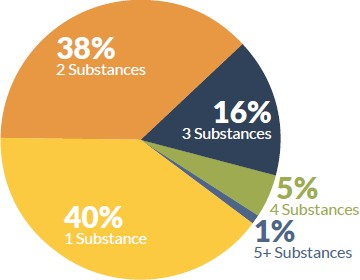 38%
2 Substances
16%
3 Substances
5%
4 Substances
1%
5+ Substances
40%
1 Substance